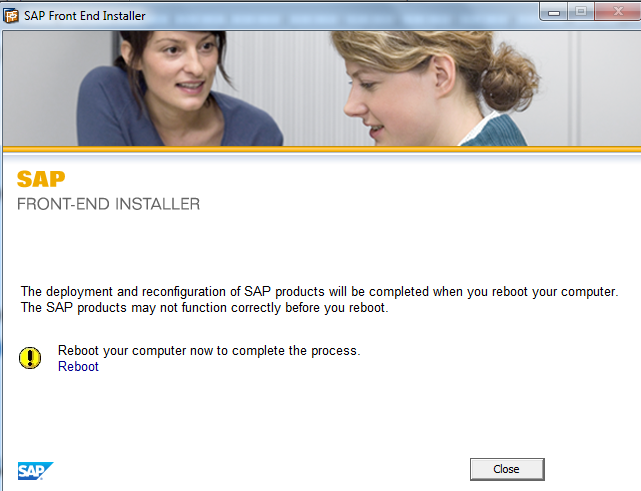 SAP Front End Installer
SAP
FRONT-END INSTALLER
The deployment and reconfiguration of SAP products will be completed when you reboot your computer.
The SAP products may not function correctly before you reboot.
Reboot your computer now to complete the process.
Reboot
SAP
Close